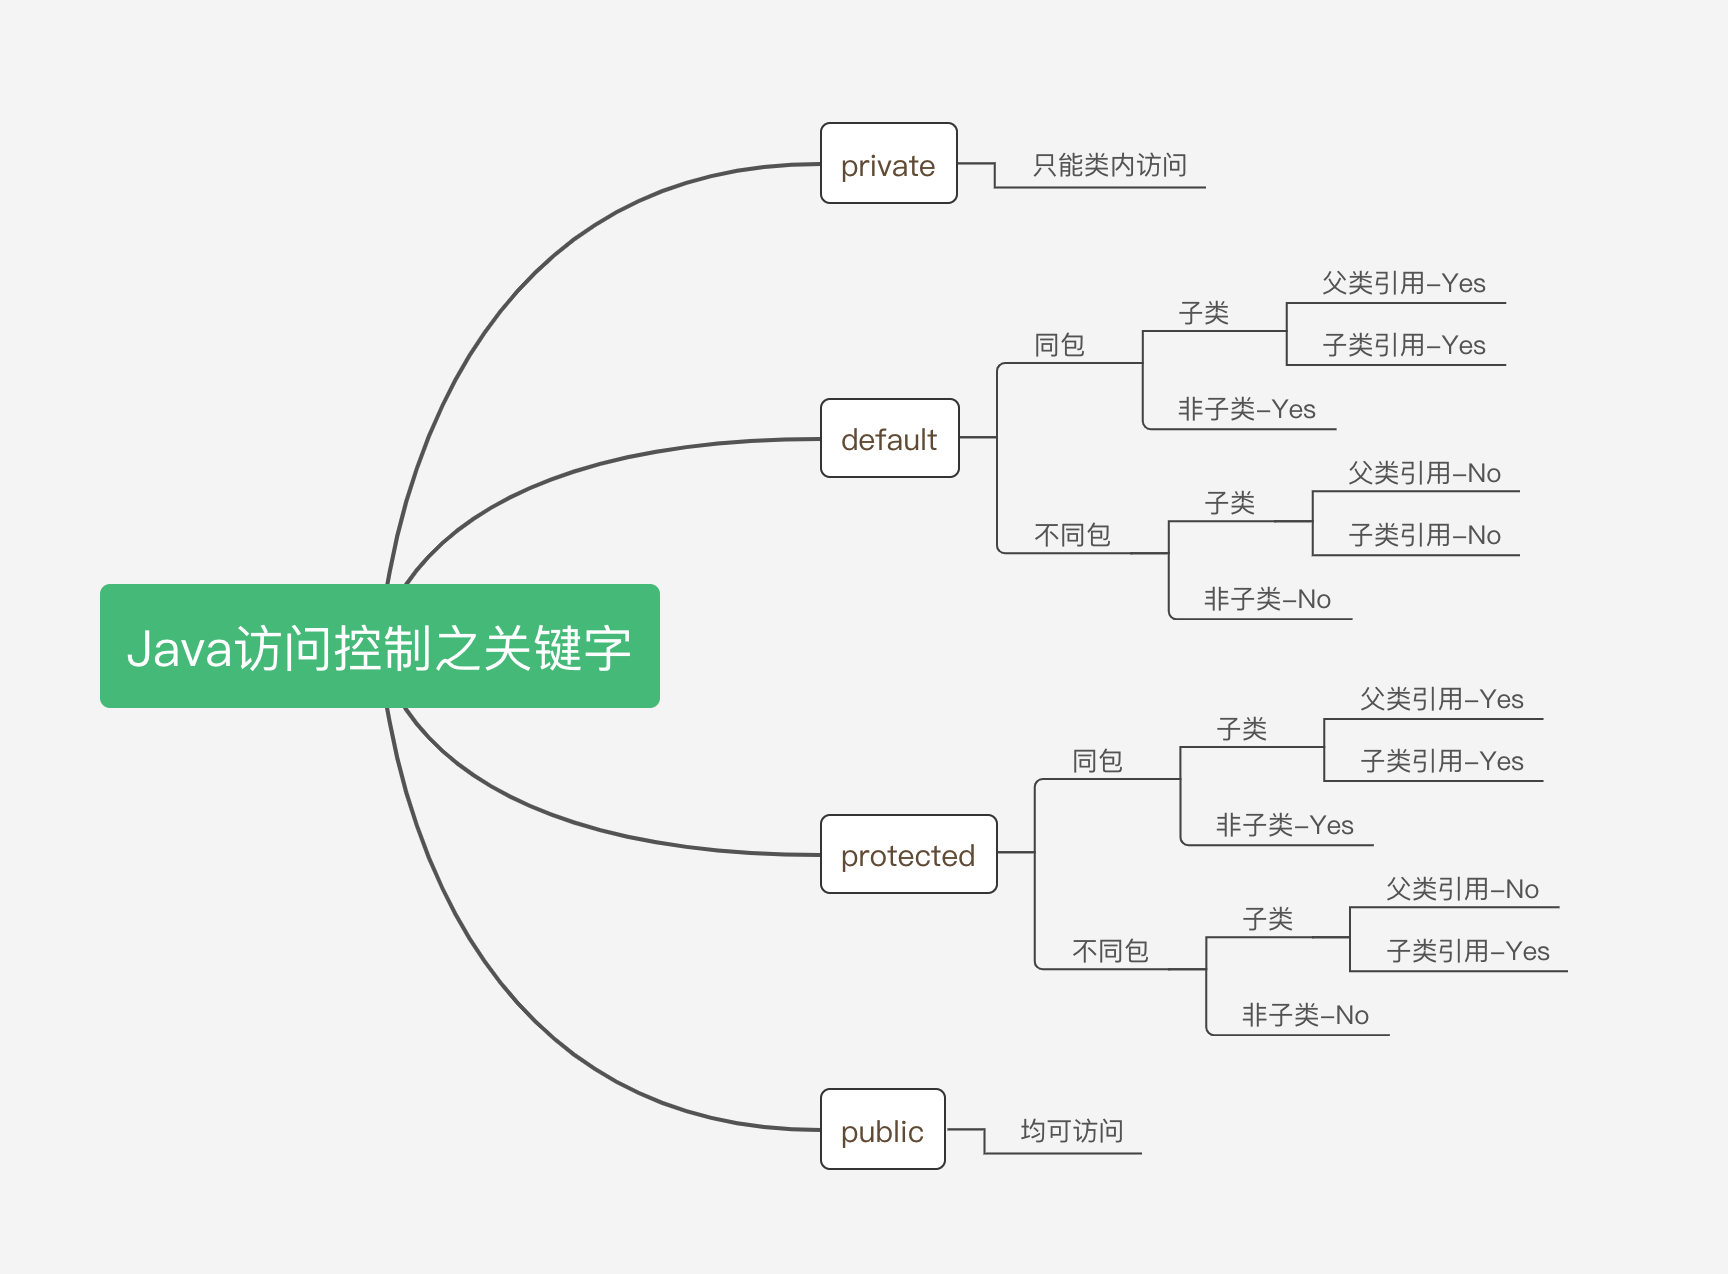 Java访问控制之关键字
private
只能类内访问
default
同包
子类
父类引用-Yes
子类引用-Yes
非子类-Yes
不同包
子类
父类引用-No
子类引用-No
非子类-No
protected
同包
子类
父类引用-Yes
子类引用-Yes
非子类-Yes
不同包
子类
父类引用-No
子类引用-Yes
非子类-No
public
均可访问